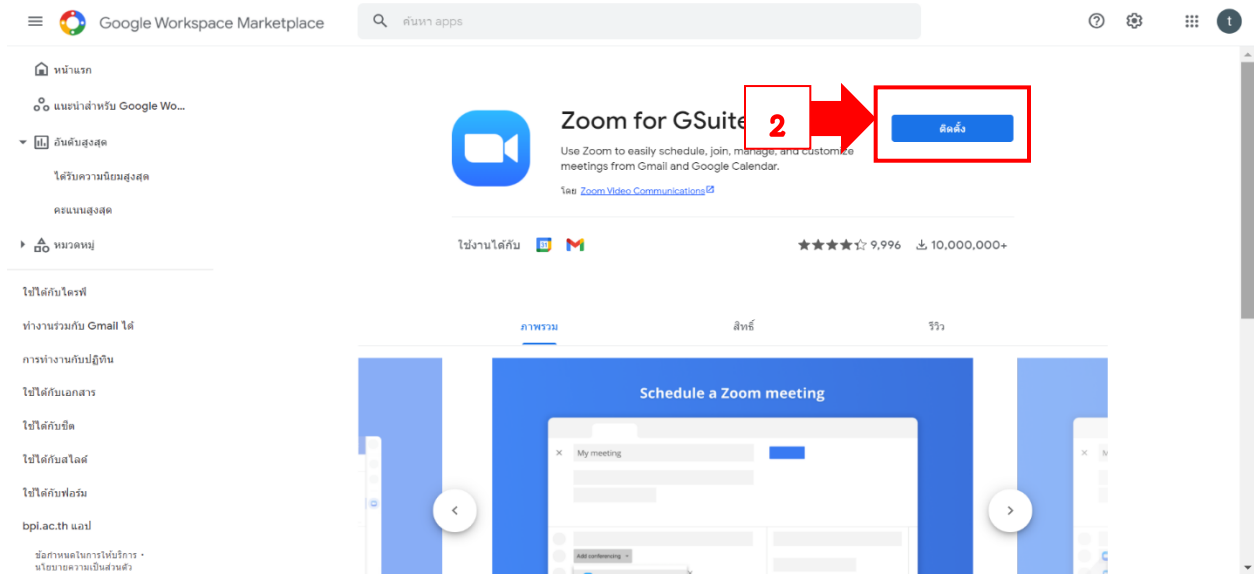 Google Workspace Marketplace
ค้นหา apps
t
หน้าแรก
แนะนำสำหรับ Google Wo...
อันดับสูงสุด
ได้รับความนิยมสูงสุด
คะแนนสูงสุด
หมวดหมู่
ใช้ได้กับไดรฟ์
ทำงานร่วมกับ Gmail ได้
การทำงานกับปฏิทิน
ใช้ได้กับเอกสาร
ใช้ได้กับชีต
ใช้ได้กับสไลด์
ใช้ได้กับฟอร์ม
bpi.ac.th แอป
ข้อกำหนดในการให้บริการ •
นโยบายความเป็นส่วนตัว
Zoom for GSuite
2
ติดตั้ง
Use Zoom to easily schedule, join, manage, and customize
meetings from Gmail and Google Calendar.
โดย Zoom Video Communications
ใช้งานได้กับ
31
9,996
10,000,000+
ภาพรวม
สิทธิ์
รีวิว
Schedule a Zoom meeting
My meeting
Add conferencing
M